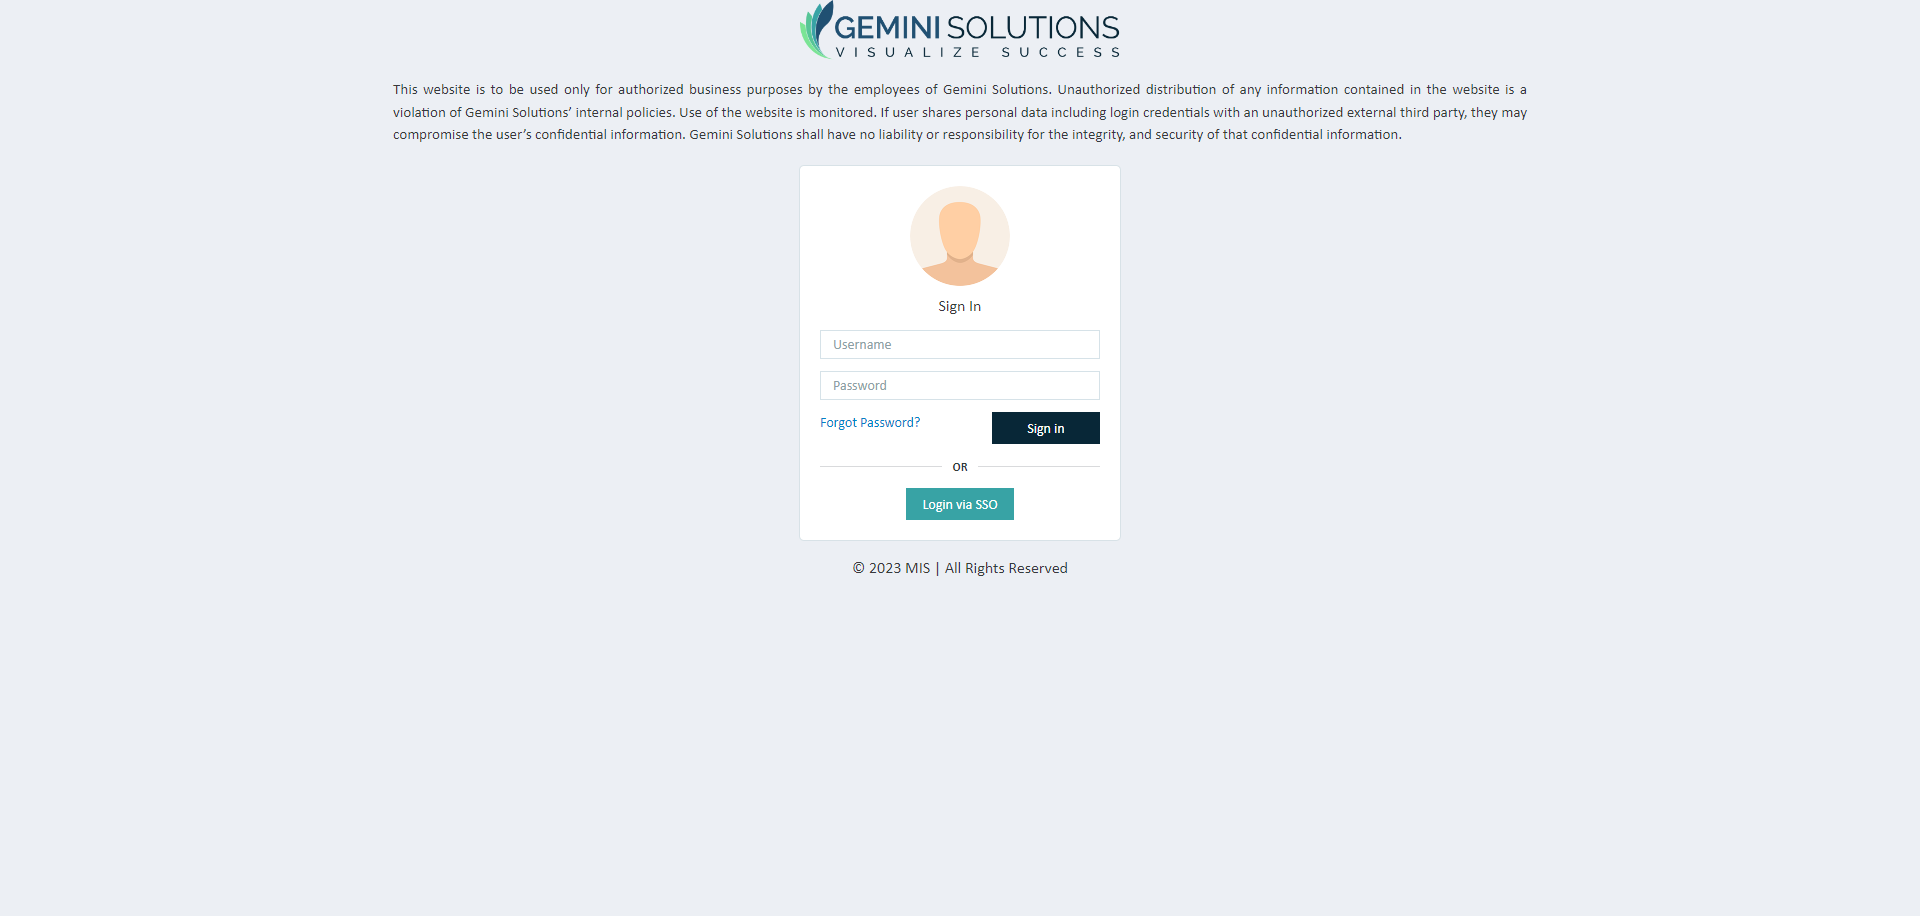 GEMINI SOLUTIONS
VISUALIZE SUCCESS
This website is to be used only for authorized business purposes by the employees of Gemini Solutions. Unauthorized distribution of any information contained in the website is a
violation of Gemini Solutions’ internal policies. Use of the website is monitored. If user shares personal data including login credentials with an unauthorized external third party, they may
compromise the user’s confidential information. Gemini Solutions shall have no liability or responsibility for the integrity, and security of that confidential information.
Sign In
Username
Password
Forgot Password?
Sign in
OR
Login via SSO
© 2023 MIS | All Rights Reserved